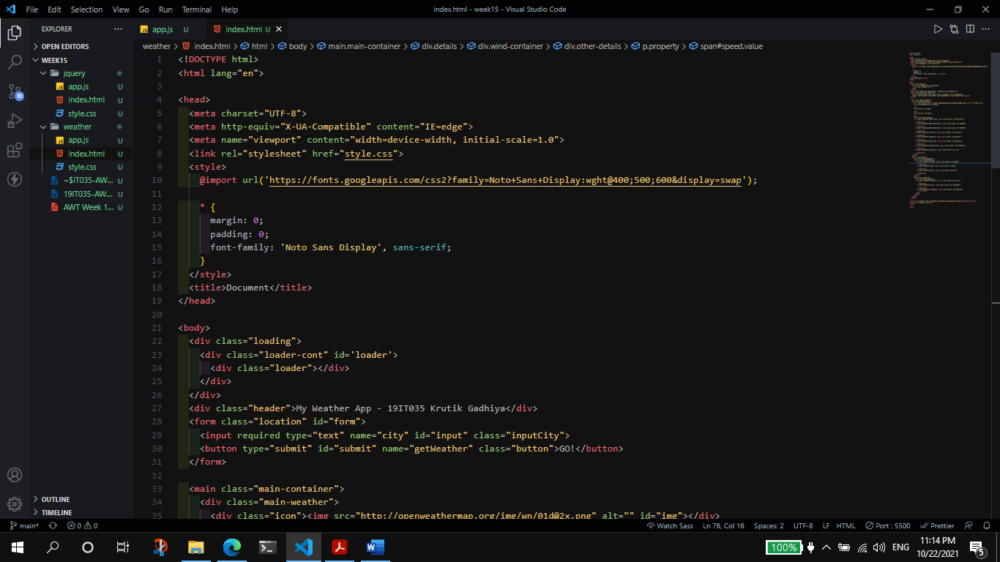 File Edit Selection View Go Run Terminal Help
index.html - week15 - Visual Studio Code
EXPLORER
OPEN EDITORS
WEEK15
jquery
app.js U
index.html U
style.css U
weather
app.js U
index.html U
style.css U
~$IT035-AW... U
19IT035-AW... U
AWT Week 1... U
OUTLINE
TIMELINE
10
app.js U
index.html U
weather > index.html > html > body > main.main-container > div.details > div.wind-container > div.other-details > p.property > span#speed.value
1 <!DOCTYPE html>
2 <html lang="en">
3
4 <head>
5 <meta charset="UTF-8">
6 <meta http-equiv="X-UA-Compatible" content="IE=edge">
7 <meta name="viewport" content="width=device-width, initial-scale=1.0">
8 <link rel="stylesheet" href="style.css">
9 <style>
10 @import url('https://fonts.googleapis.com/css2?family=Noto+Sans+Display:wght@400;500;600&display=swap');
11
12 * {
13 margin: 0;
14 padding: 0;
15 font-family: 'Noto Sans Display', sans-serif;
16 }
17 </style>
18 <title>Document</title>
19 </head>
20
21 <body>
22 <div class="loading">
23 <div class="loader-cont" id='loader'>
24 <div class="loader"></div>
25 </div>
26 </div>
27 <div class="header">My Weather App - 19IT035 Krutik Gadhiya</div>
28 <form class="location" id="form">
29 <input required type="text" name="city" id="input" class="inputCity">
30 <button type="submit" id="submit" name="getWeather" class="button">GO!</button>
31 </form>
32
33 <main class="main-container">
34 <div class="main-weather">
35 <div class="icon"><img src="http://openweathermap.org/img/wn/01d@2x.png" alt="" id="img"></div>
main* 0 0
Watch Sass Ln 76, Col 16 Spaces: 2 UTF-8 LF HTML Port : 5500 Prettier
100% ENG
11:14 PM
10/22/2021
5